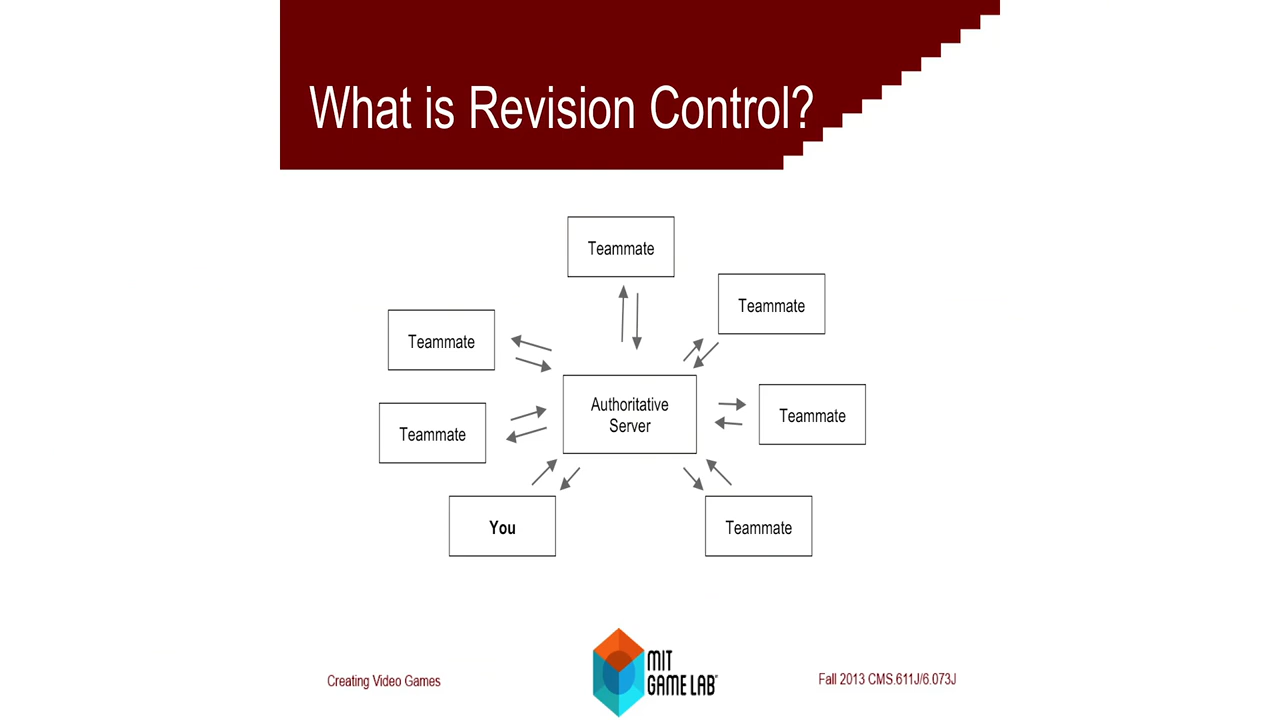 What is Revision Control?
Teammate
Teammate
Teammate
Authoritative
Server
Teammate
Teammate
You
Teammate
MIT
GAME LAB
Creating Video Games
Fall 2013 CMS.611J/6.073J